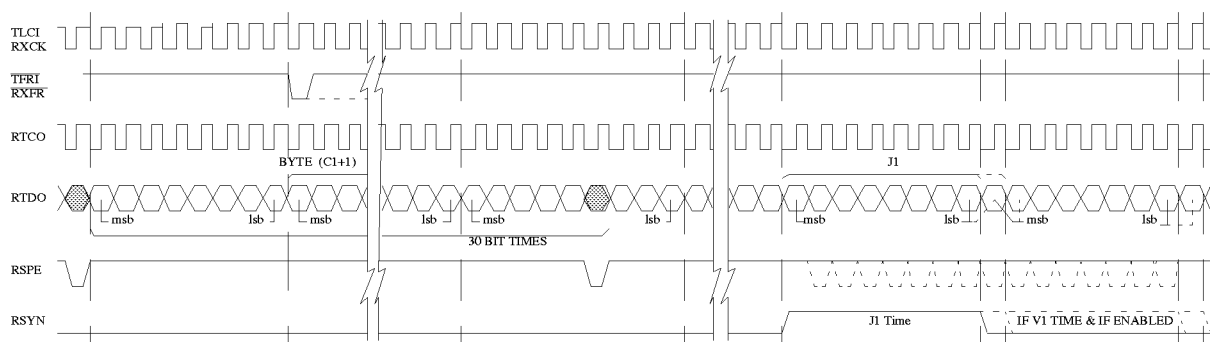 TLCI
RXCK
TFRI
RXFR
RTCO
BYTE (C1+1)
J1
RTDO
msb
lsb
msb
lsb
msb
lsb
msb
lsb
msb
lsb
30 BIT TIMES
RSPE
RSYN
J1 Time
IF V1 TIME & IF ENABLED